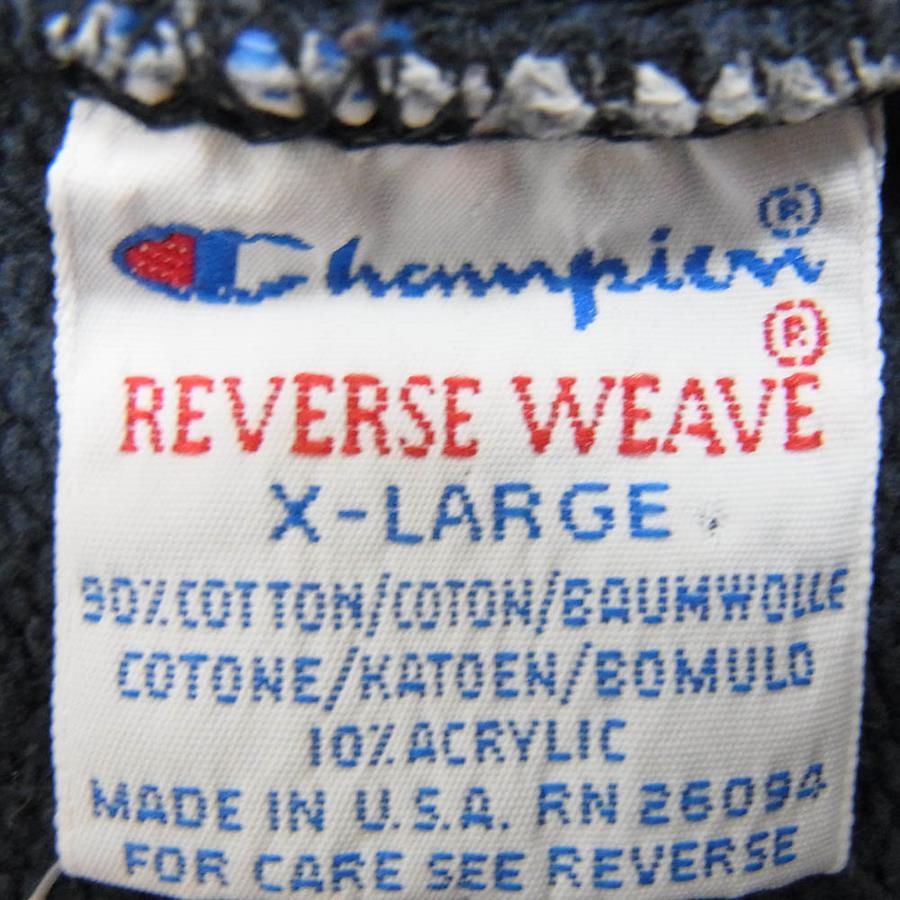 Champion®
®
REVERSE WEAVE
X-LARGE
90% COTTON/COTON/BAUMWOLLE
COTONE/KATOEN/BOMULD
10% ACRYLIC
MADE IN U.S.A. RN 26094
FOR CARE SEE REVERSE